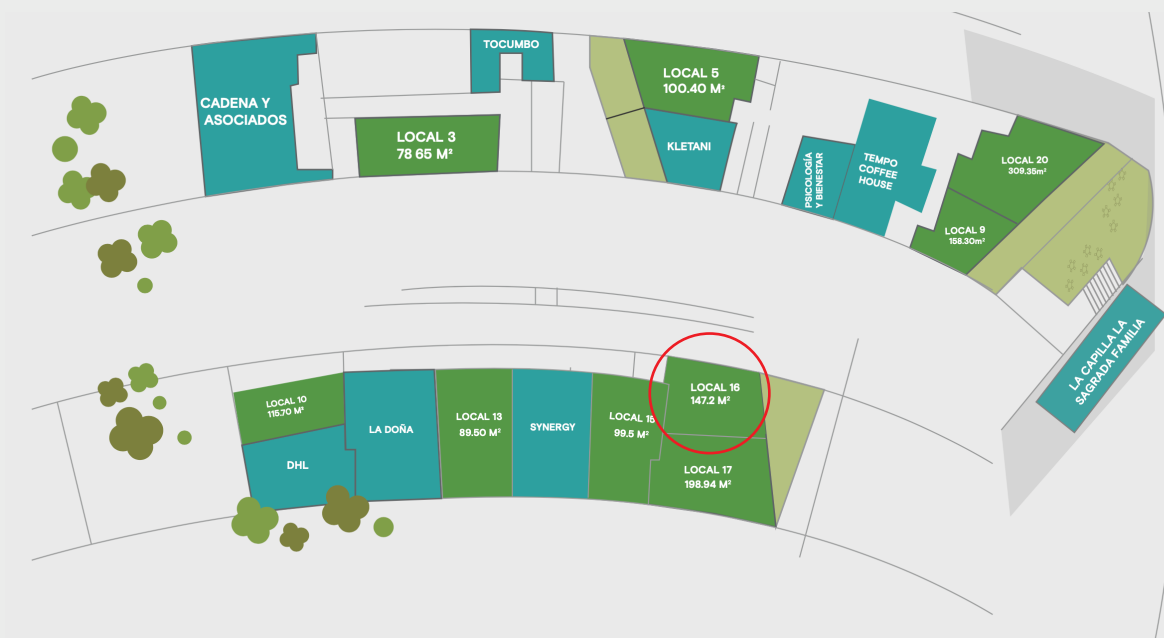 TOCUMBO
CADENA Y
ASOCIADOS
LOCAL 5
100.40 M²
LOCAL 3
78 65 M²
KLETANI
PSICOLOGÍA
Y BIENESTAR
TEMPO
COFFEE
HOUSE
LOCAL 20
309.35m²
LOCAL 9
158.30m²
LA CAPILLA LA
SAGRADA FAMILIA
LOCAL 10
115.70 M²
LA DOÑA
LOCAL 13
89.50 M²
SYNERGY
LOCAL 15
99.5 M²
LOCAL 16
147.2 M²
DHL
LOCAL 17
198.94 M²